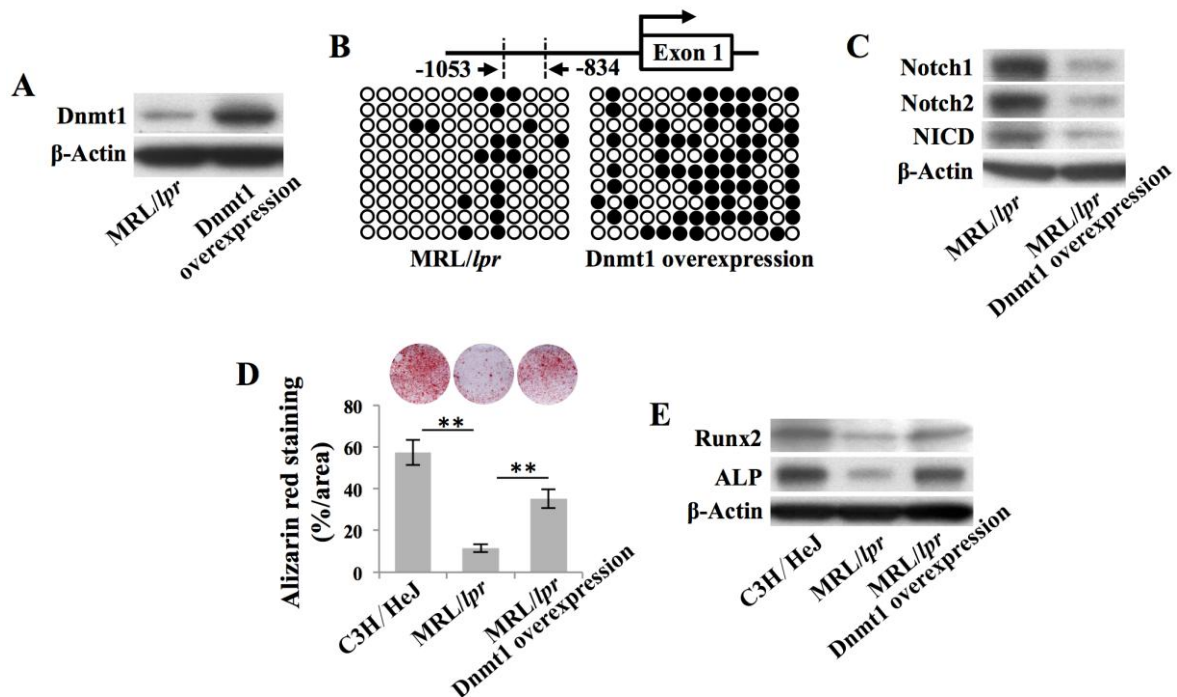 A
Dnmt1
β-Actin
MRL/lpr
Dnmt1
overexpression
B
Exon 1
-1053
-834
MRL/lpr
Dnmt1 overexpression
C
Notch1
Notch2
NICD
β-Actin
MRL/lpr
MRL/lpr
Dnmt1 overexpression
D
Alizarin red staining
(%/area)
80
60
40
20
0
**
**
C3H/HeJ
MRL/lpr
MRL/lpr
Dnmt1 overexpression
E
Runx2
ALP
β-Actin
C3H/HeJ
MRL/lpr
MRL/lpr
Dnmt1 overexpression